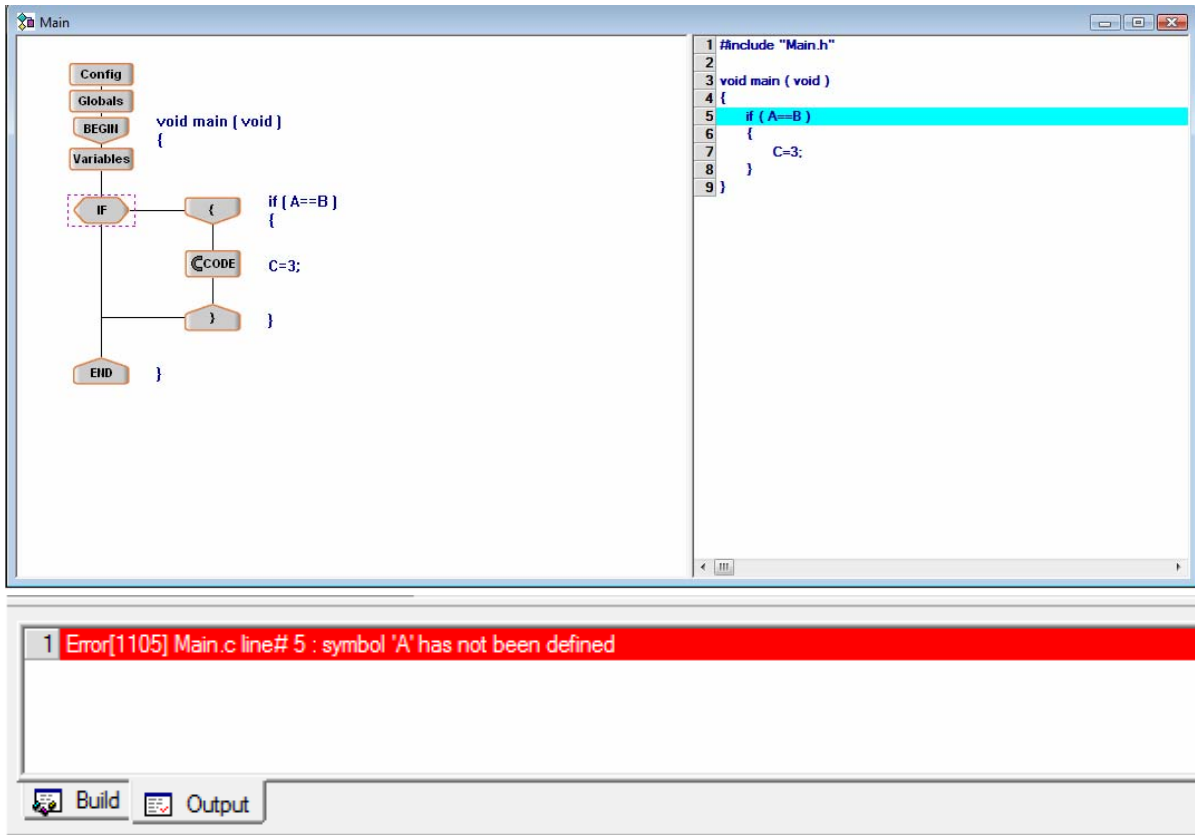 Main
Config
Globals
BEGIN
void main ( void )
{
Variables
IF
{
if ( A==B )
{
CCODE
C=3;
}
}
END
}
1 #include "Main.h"
2
3 void main ( void )
4 {
5 if ( A==B )
6 {
7 C=3;
8 }
9 }
1 Error[1105] Main.c line# 5 : symbol 'A' has not been defined
Build
Output